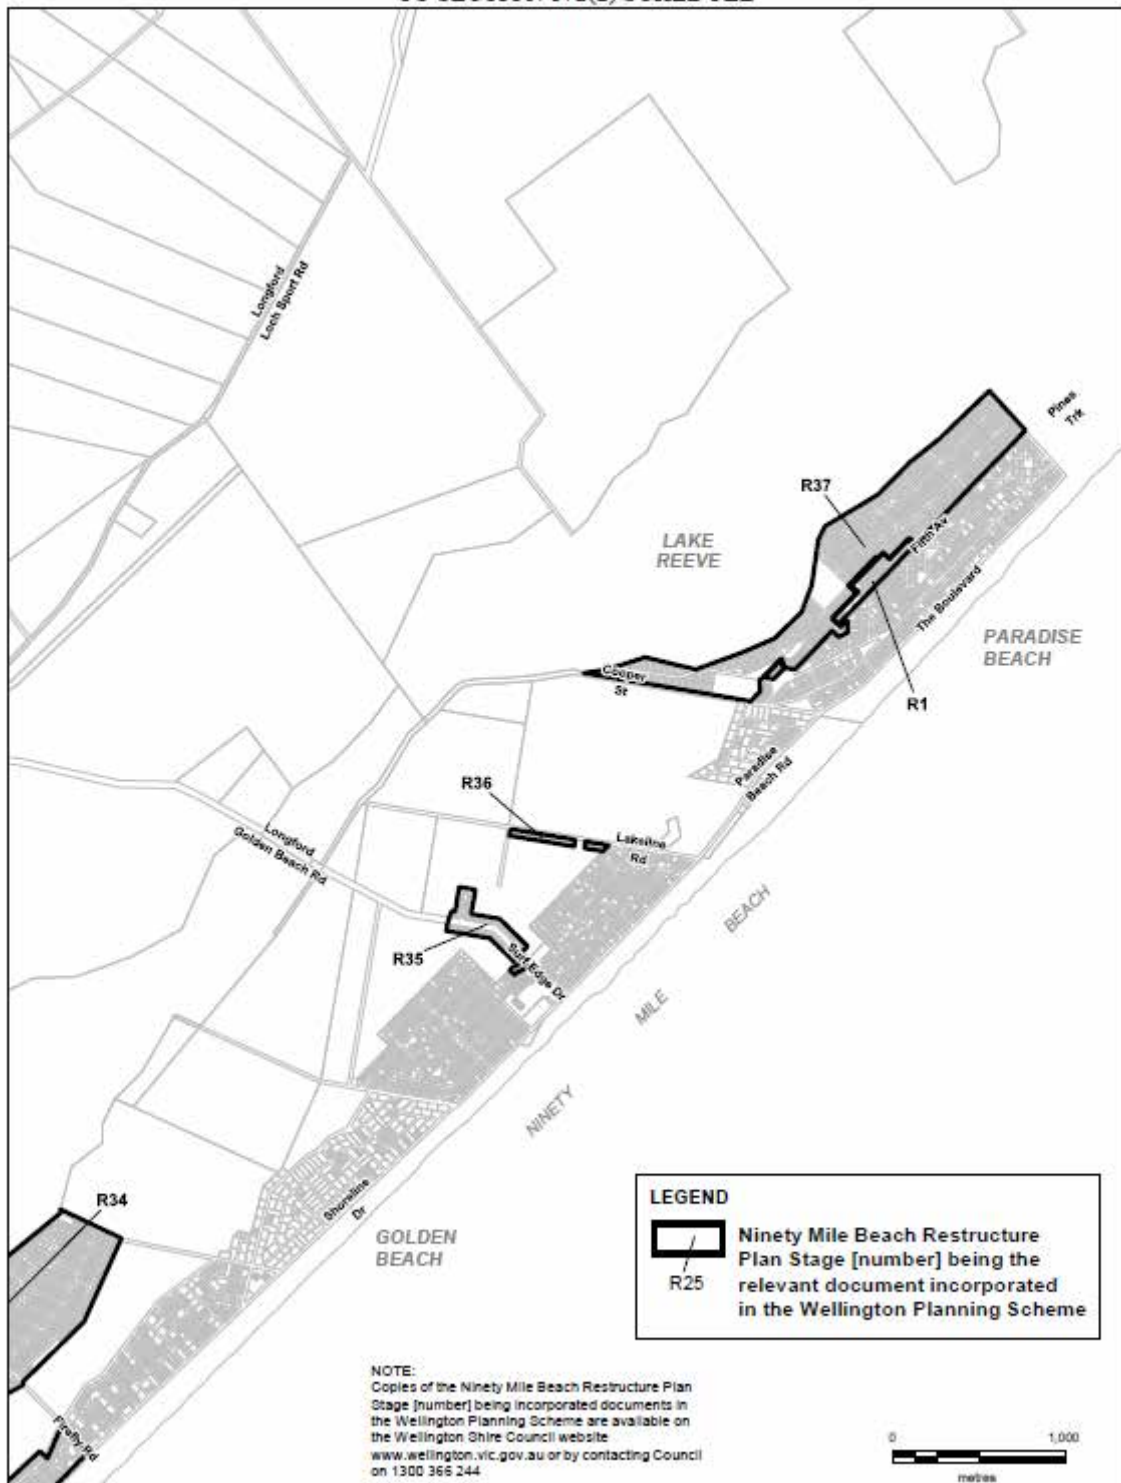 Longford
Loch Sport Rd
Pines
Trk
R37
Fifth Av
LAKE
REEVE
The Boulevard
PARADISE
BEACH
Cooper
St
R1
Paradise
Beach Rd
R36
Longford
Golden Beach Rd
Lakeline
Rd
BEACH
R35
Surf Edge Dr
MILE
NINETY
R34
Shoreline
Dr
GOLDEN
BEACH
LEGEND
Ninety Mile Beach Restructure
Plan Stage [number] being the
relevant document incorporated
in the Wellington Planning Scheme
R25
Firefly Rd
NOTE:
Copies of the Ninety Mile Beach Restructure Plan
Stage [number] being incorporated documents in
the Wellington Planning Scheme are available on
the Wellington Shire Council website
www.wellington.vic.gov.au or by contacting Council
on 1300 366 244
0 1,000
metres